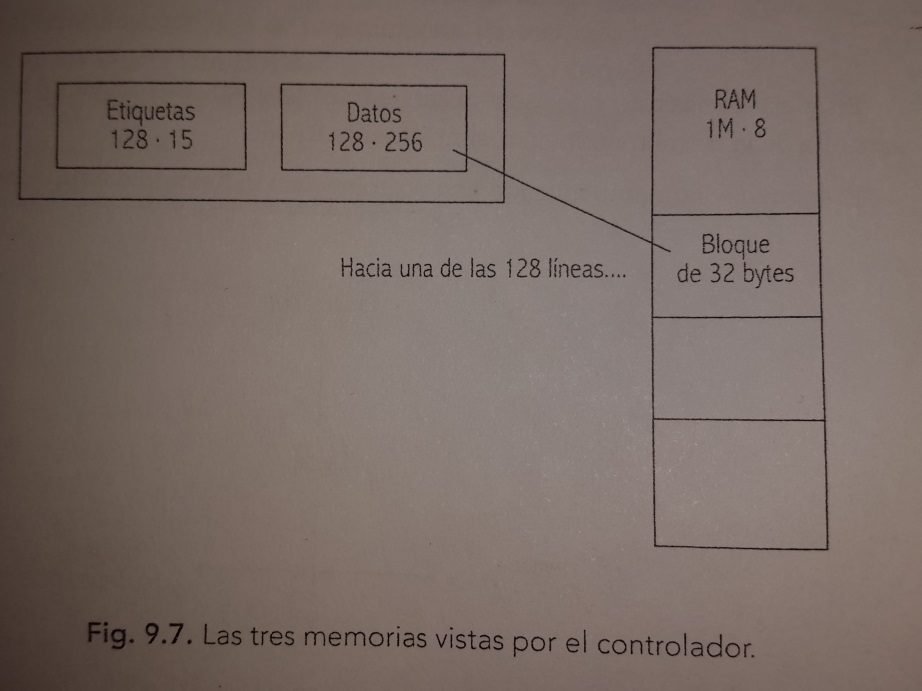 Etiquetas
128 · 15
Datos
128 · 256
RAM
1M · 8
Bloque
de 32 bytes
Hacia una de las 128 líneas....
Fig. 9.7. Las tres memorias vistas por el controlador.